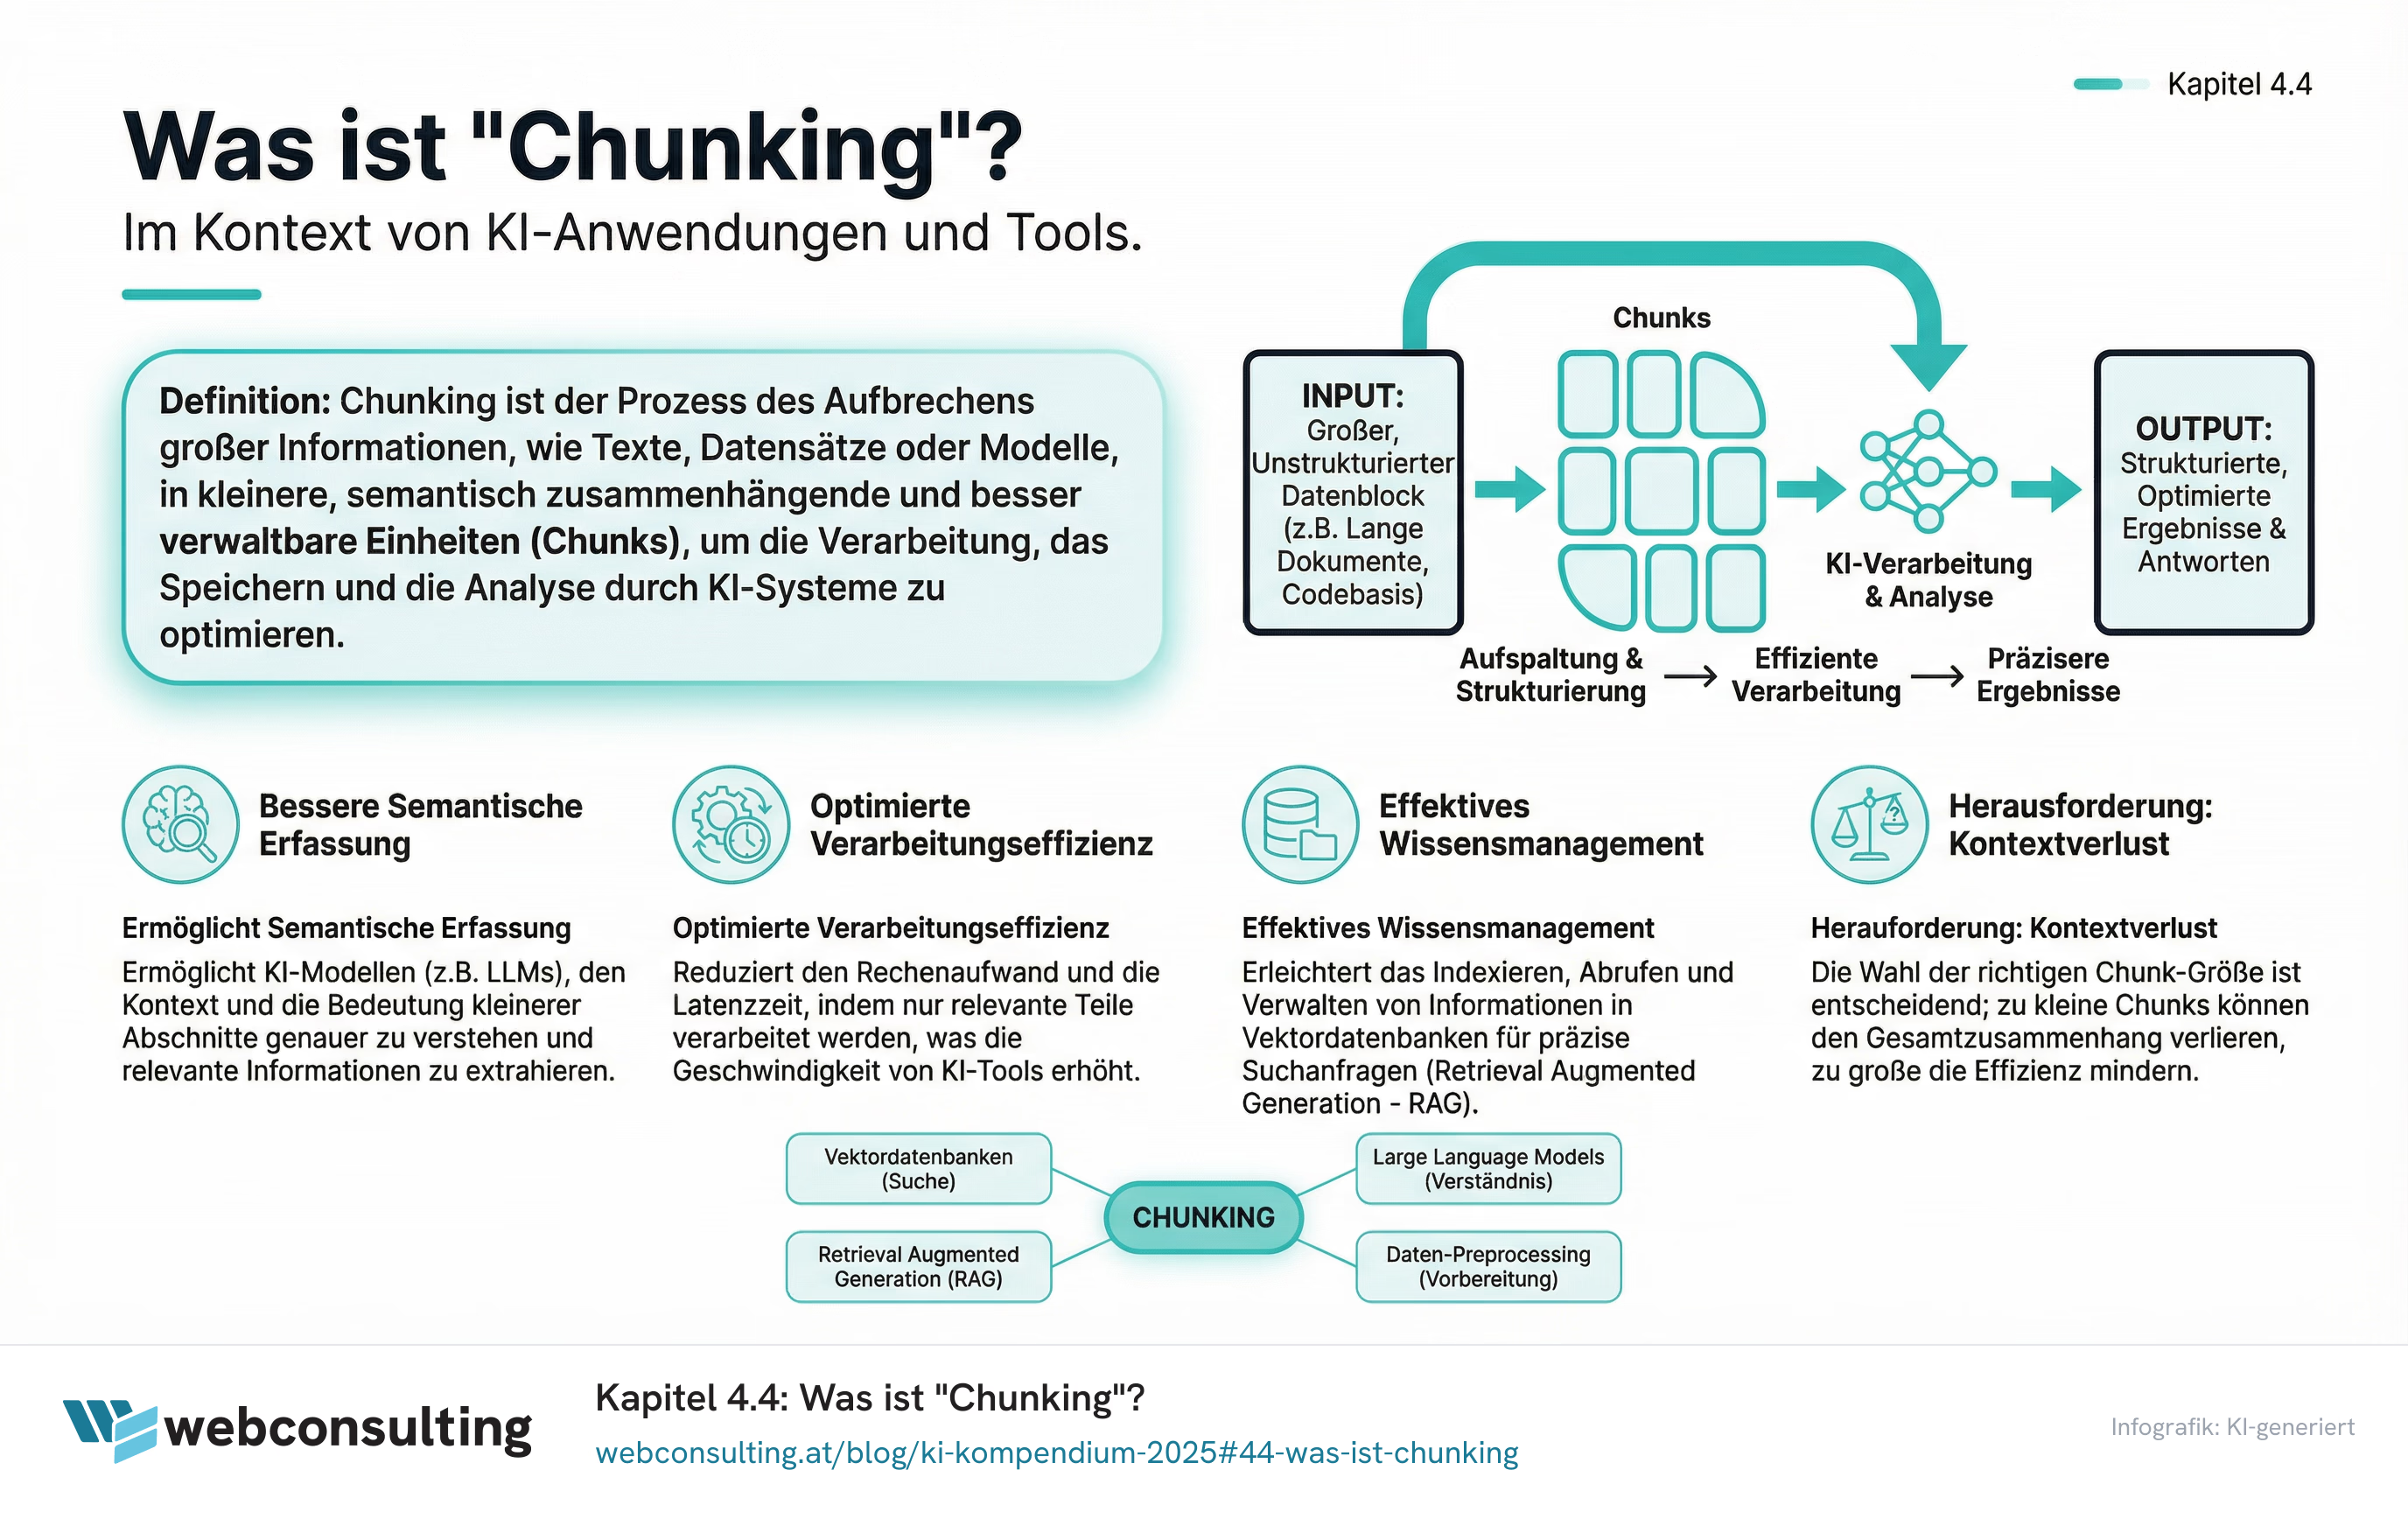 Kapitel 4.4
Was ist "Chunking"?
Im Kontext von KI-Anwendungen und Tools.
Definition: Chunking ist der Prozess des Aufbrechens
großer Informationen, wie Texte, Datensätze oder Modelle,
in kleinere, semantisch zusammenhängende und besser
verwaltbare Einheiten (Chunks), um die Verarbeitung, das
Speichern und die Analyse durch KI-Systeme zu
optimieren.
INPUT:
Großer,
Unstrukturierter
Datenblock
(z.B. Lange
Dokumente,
Codebasis)
Chunks
KI-Verarbeitung
& Analyse
OUTPUT:
Strukturierte,
Optimierte
Ergebnisse &
Antworten
Aufspaltung &
Strukturierung
Effiziente
Verarbeitung
Präzisere
Ergebnisse
Bessere Semantische
Erfassung
Ermöglicht Semantische Erfassung
Ermöglicht KI-Modellen (z.B. LLMs), den
Kontext und die Bedeutung kleinerer
Abschnitte genauer zu verstehen und
relevante Informationen zu extrahieren.
Optimierte
Verarbeitungseffizienz
Optimierte Verarbeitungseffizienz
Reduziert den Rechenaufwand und die
Latenzzeit, indem nur relevante Teile
verarbeitet werden, was die
Geschwindigkeit von KI-Tools erhöht.
Effektives
Wissensmanagement
Effektives Wissensmanagement
Erleichtert das Indexieren, Abrufen und
Verwalten von Informationen in
Vektordatenbanken für präzise
Suchanfragen (Retrieval Augmented
Generation - RAG).
?
Herausforderung:
Kontextverlust
Herauforderung: Kontextverlust
Die Wahl der richtigen Chunk-Größe ist
entscheidend; zu kleine Chunks können
den Gesamtzusammenhang verlieren,
zu große die Effizienz mindern.
Vektordatenbanken
(Suche)
Retrieval Augmented
Generation (RAG)
CHUNKING
Large Language Models
(Verständnis)
Daten-Preprocessing
(Vorbereitung)
webconsulting
Kapitel 4.4: Was ist "Chunking"?
webconsulting.at/blog/ki-kompendium-2025#44-was-ist-chunking
Infografik: KI-generiert